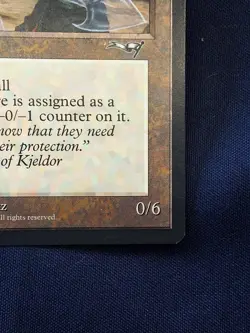 all
e is assigned as a
-0/-1 counter on it.
now that they need
eir protection."
of Kjeldor
z
ll rights reserved.
0/6